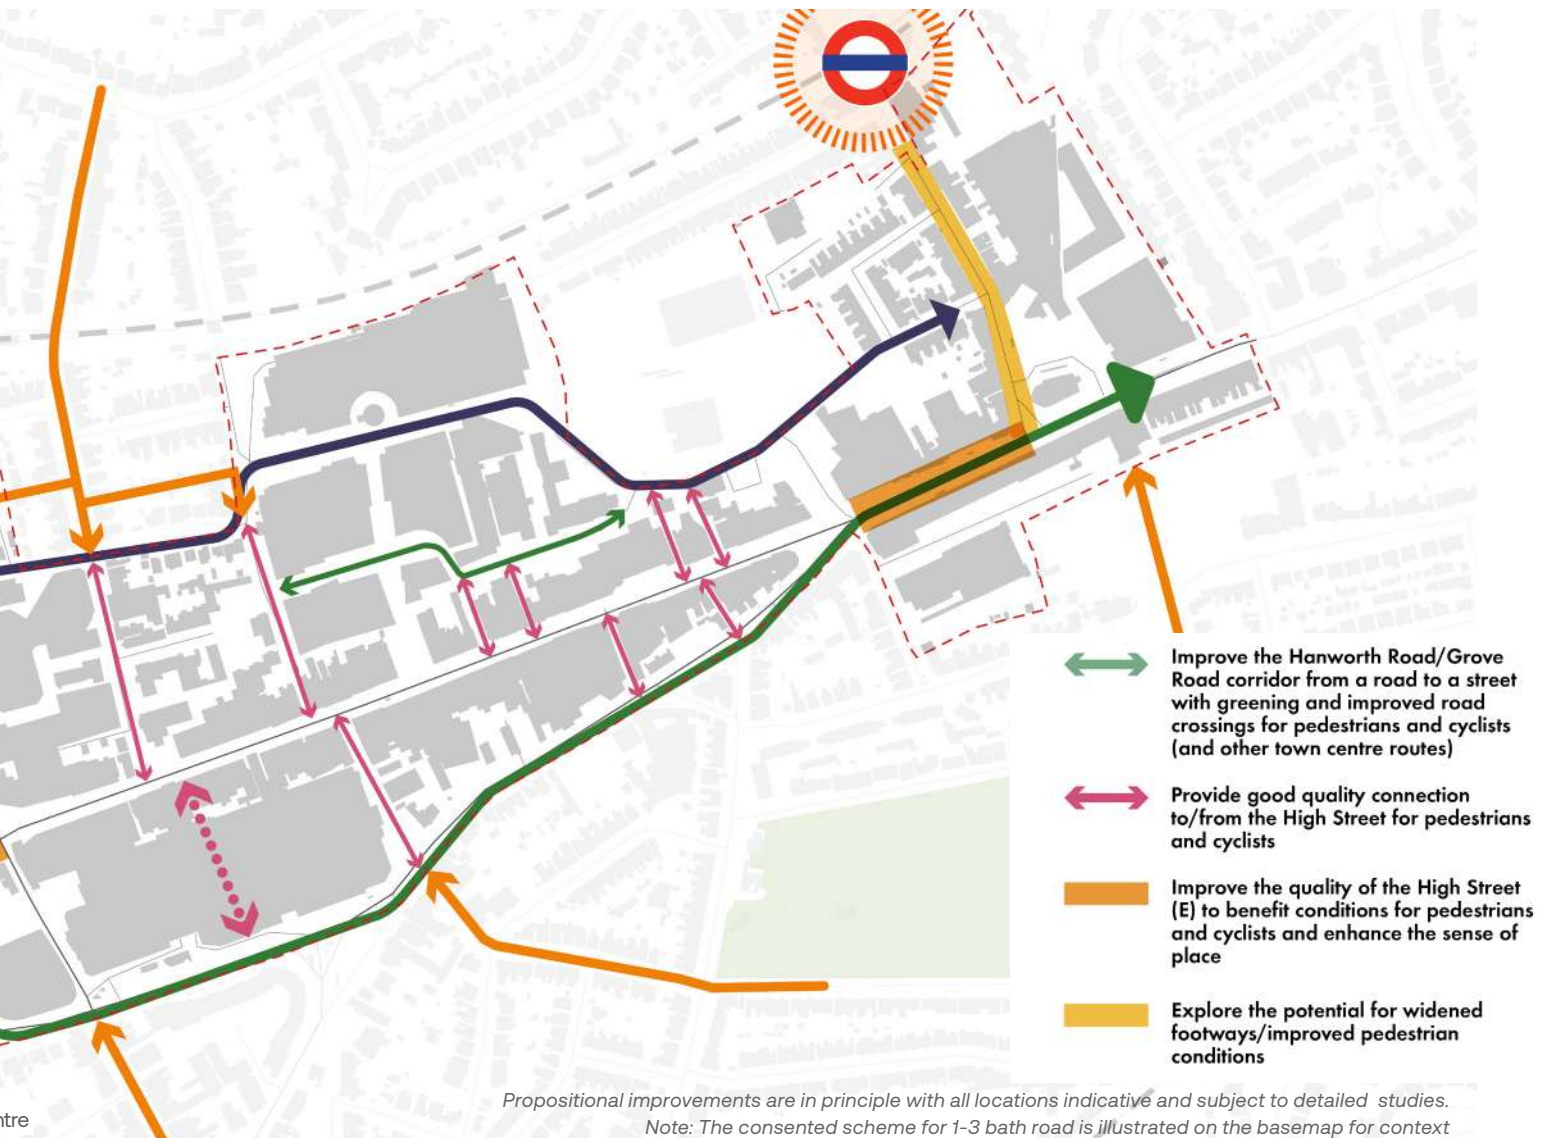 Improve the Hanworth Road/Grove
Road corridor from a road to a street
with greening and improved road
crossings for pedestrians and cyclists
(and other town centre routes)
Provide good quality connection
to/from the High Street for pedestrians
and cyclists
Improve the quality of the High Street
(E) to benefit conditions for pedestrians
and cyclists and enhance the sense of
place
Explore the potential for widened
footways/improved pedestrian
conditions
Propositional improvements are in principle with all locations indicative and subject to detailed studies.
ntre
Note: The consented scheme for 1-3 bath road is illustrated on the basemap for context